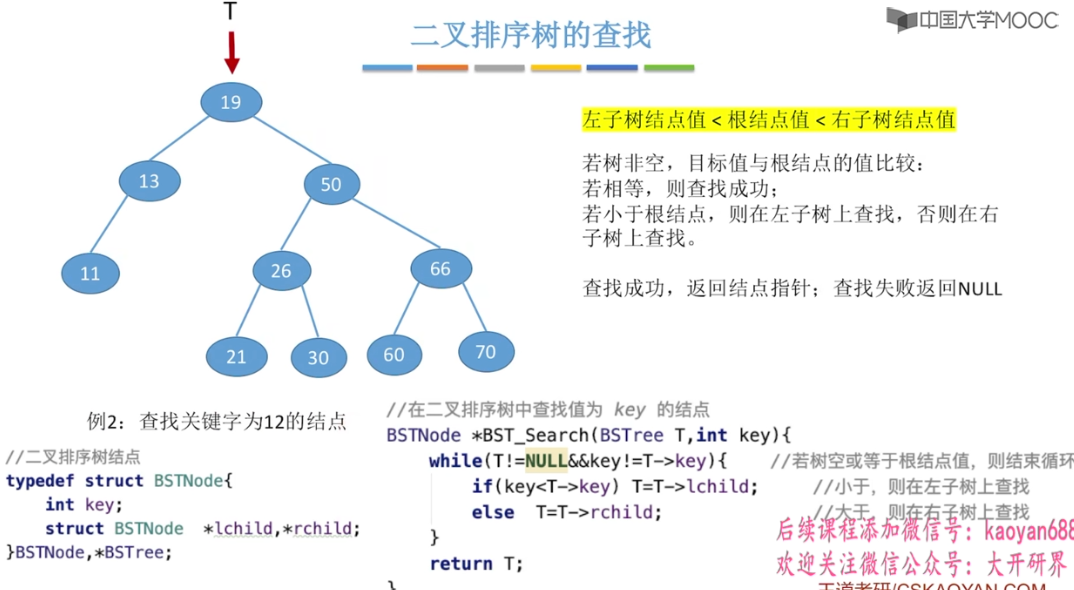 T
二叉排序树的查找
中国大学MOOC
19
13
50
11
26
66
21
30
60
70
左子树结点值 < 根结点值 < 右子树结点值
若树非空，目标值与根结点的值比较：
若相等，则查找成功；
若小于根结点，则在左子树上查找，否则在右
子树上查找。
查找成功，返回结点指针；查找失败返回NULL
例2：查找关键字为12的结点
//二叉排序树结点
typedef struct BSTNode{
int key;
struct BSTNode *lchild,*rchild;
}BSTNode,*BSTree;
//在二叉排序树中查找值为 key 的结点
BSTNode *BST_Search(BSTree T,int key){
while(T!=NULL&&key!=T->key){ //若树空或等于根结点值，则结束循环
if(key<T->key) T=T->lchild; //小于，则在左子树上查找
else T=T->rchild; //大于，则在右子树上查找
}
return T;
}
后续课程添加微信号：kaoyan688
欢迎关注微信公众号：大开研界
王道考研/CSKAOYAN.COM